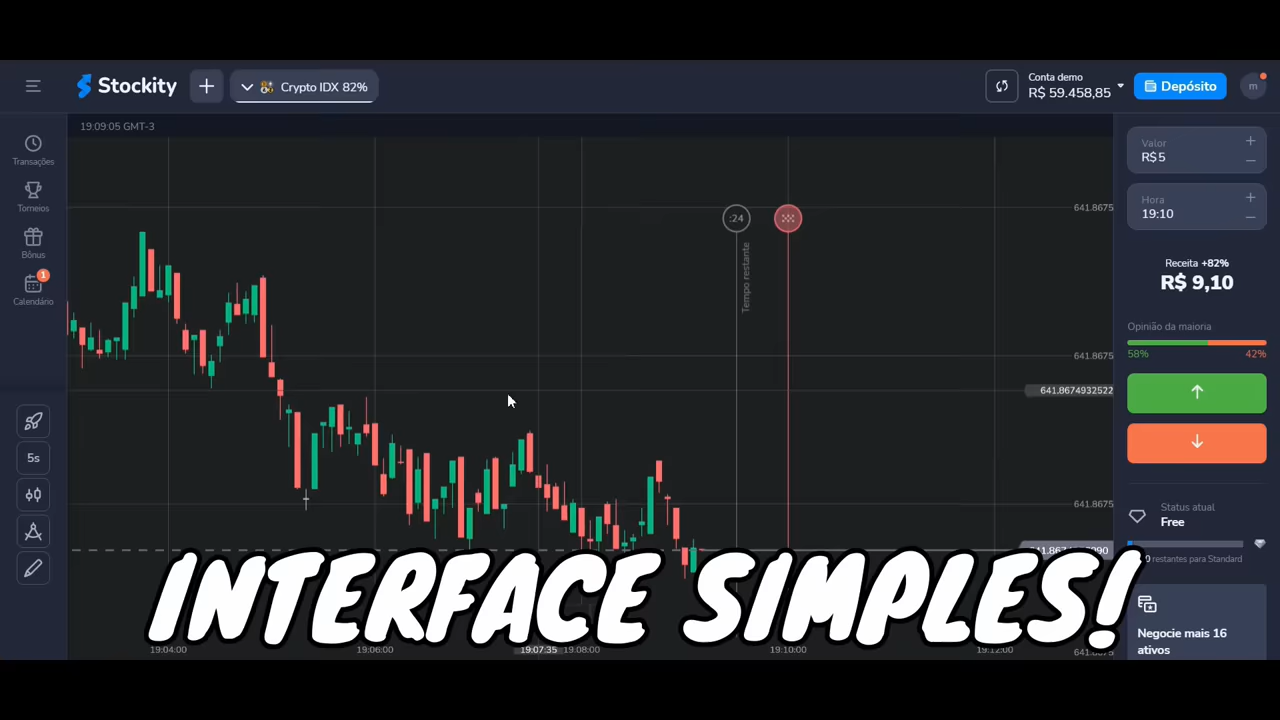 Stockity
Crypto IDX 82%
Conta demo
R$ 59.458,85
Depósito
m
19:09:05 GMT-3
Transações
Torneios
Bônus
1
Calendário
5s
:24
Tempo restante
641.8675
641.8675
641.8674932522
641.8675
641.8675
Valor
R$5
Hora
19:10
Receita +82%
R$ 9,10
Opinião da maioria
58% 42%
Status atual
Free
restantes para Standard
Negocie mais 16
ativos
INTERFACE SIMPLES!
19:04:00 19:06:00 19:07:35 19:08:00 19:10:00 19:12:00